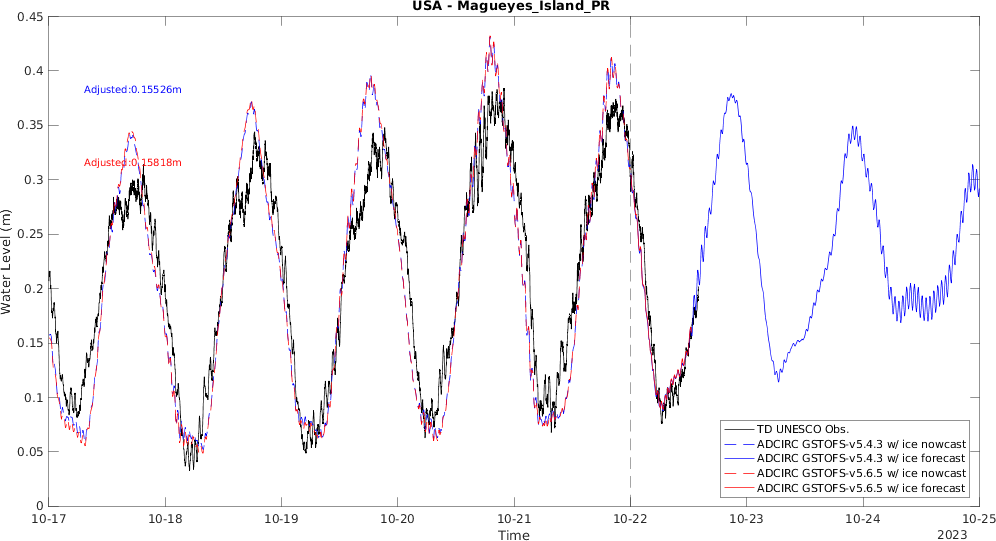 USA - Magueyes_Island_PR
0.45
0.4
0.35
0.3
0.25
0.2
0.15
0.1
0.05
0
Water Level (m)
Adjusted:0.15526m
Adjusted:0.15818m
TD UNESCO Obs.
ADCIRC GSTOFS-v5.4.3 w/ ice nowcast
ADCIRC GSTOFS-v5.4.3 w/ ice forecast
ADCIRC GSTOFS-v5.6.5 w/ ice nowcast
ADCIRC GSTOFS-v5.6.5 w/ ice forecast
10-17 10-18 10-19 10-20 10-21 10-22 10-23 10-24 10-25
Time
2023